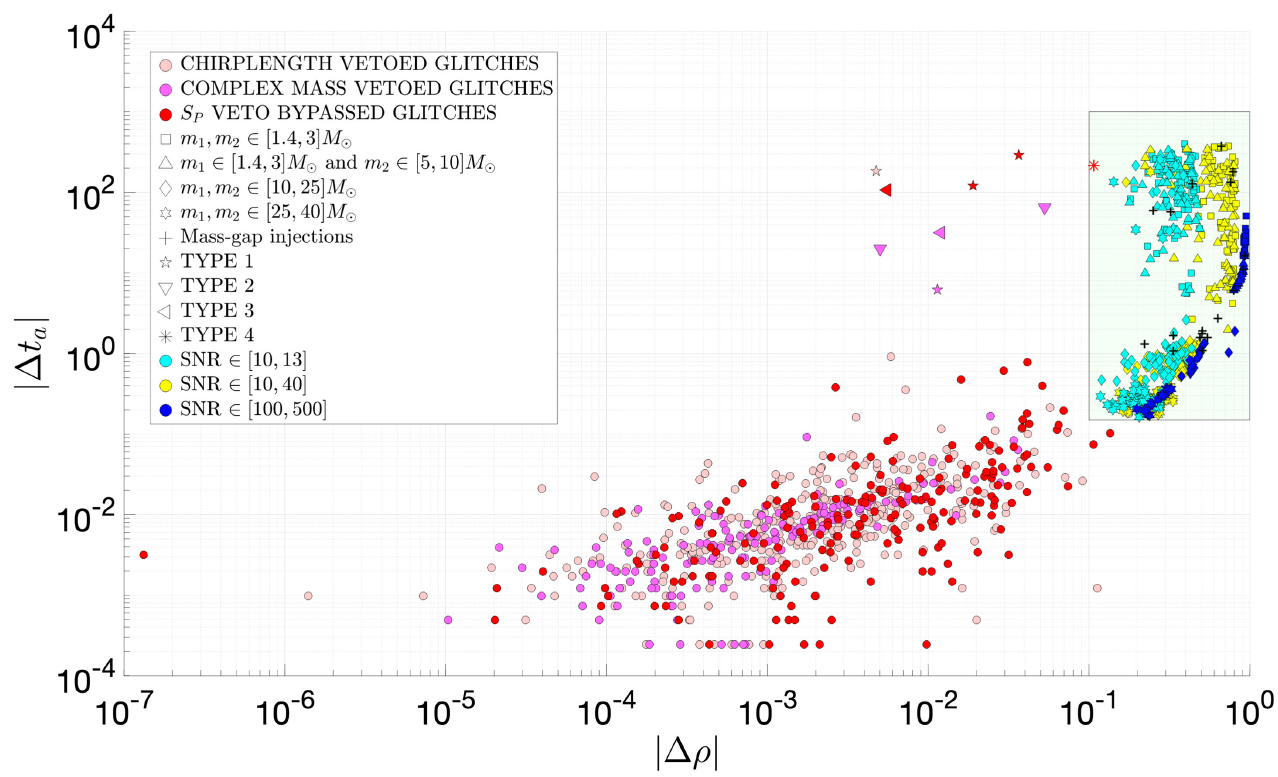 10^4
10^2
10^0
10^-2
10^-4
|Δt_a|
CHIRPLENGTH VETOED GLITCHES
COMPLEX MASS VETOED GLITCHES
S_P VETO BYPASSED GLITCHES
m_1, m_2 ∈ [1.4, 3]M_⊙
m_1 ∈ [1.4, 3]M_⊙ and m_2 ∈ [5, 10]M_⊙
m_1, m_2 ∈ [10, 25]M_⊙
m_1, m_2 ∈ [25, 40]M_⊙
Mass-gap injections
TYPE 1
TYPE 2
TYPE 3
TYPE 4
SNR ∈ [10, 13]
SNR ∈ [10, 40]
SNR ∈ [100, 500]
10^-7 10^-6 10^-5 10^-4 10^-3 10^-2 10^-1 10^0
|Δρ|